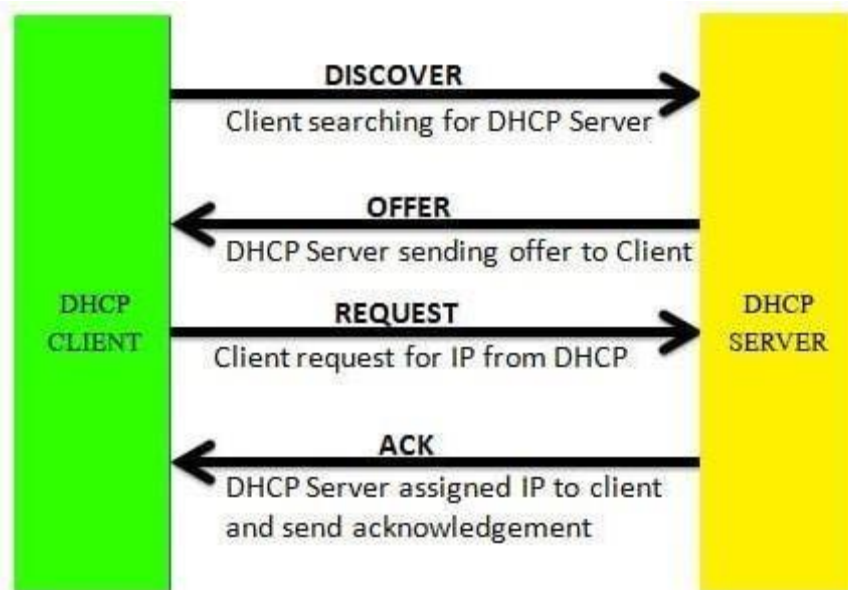 DISCOVER
Client searching for DHCP Server
OFFER
DHCP Server sending offer to Client
DHCP
CLIENT
REQUEST
Client request for IP from DHCP
DHCP
SERVER
ACK
DHCP Server assigned IP to client
and send acknowledgement